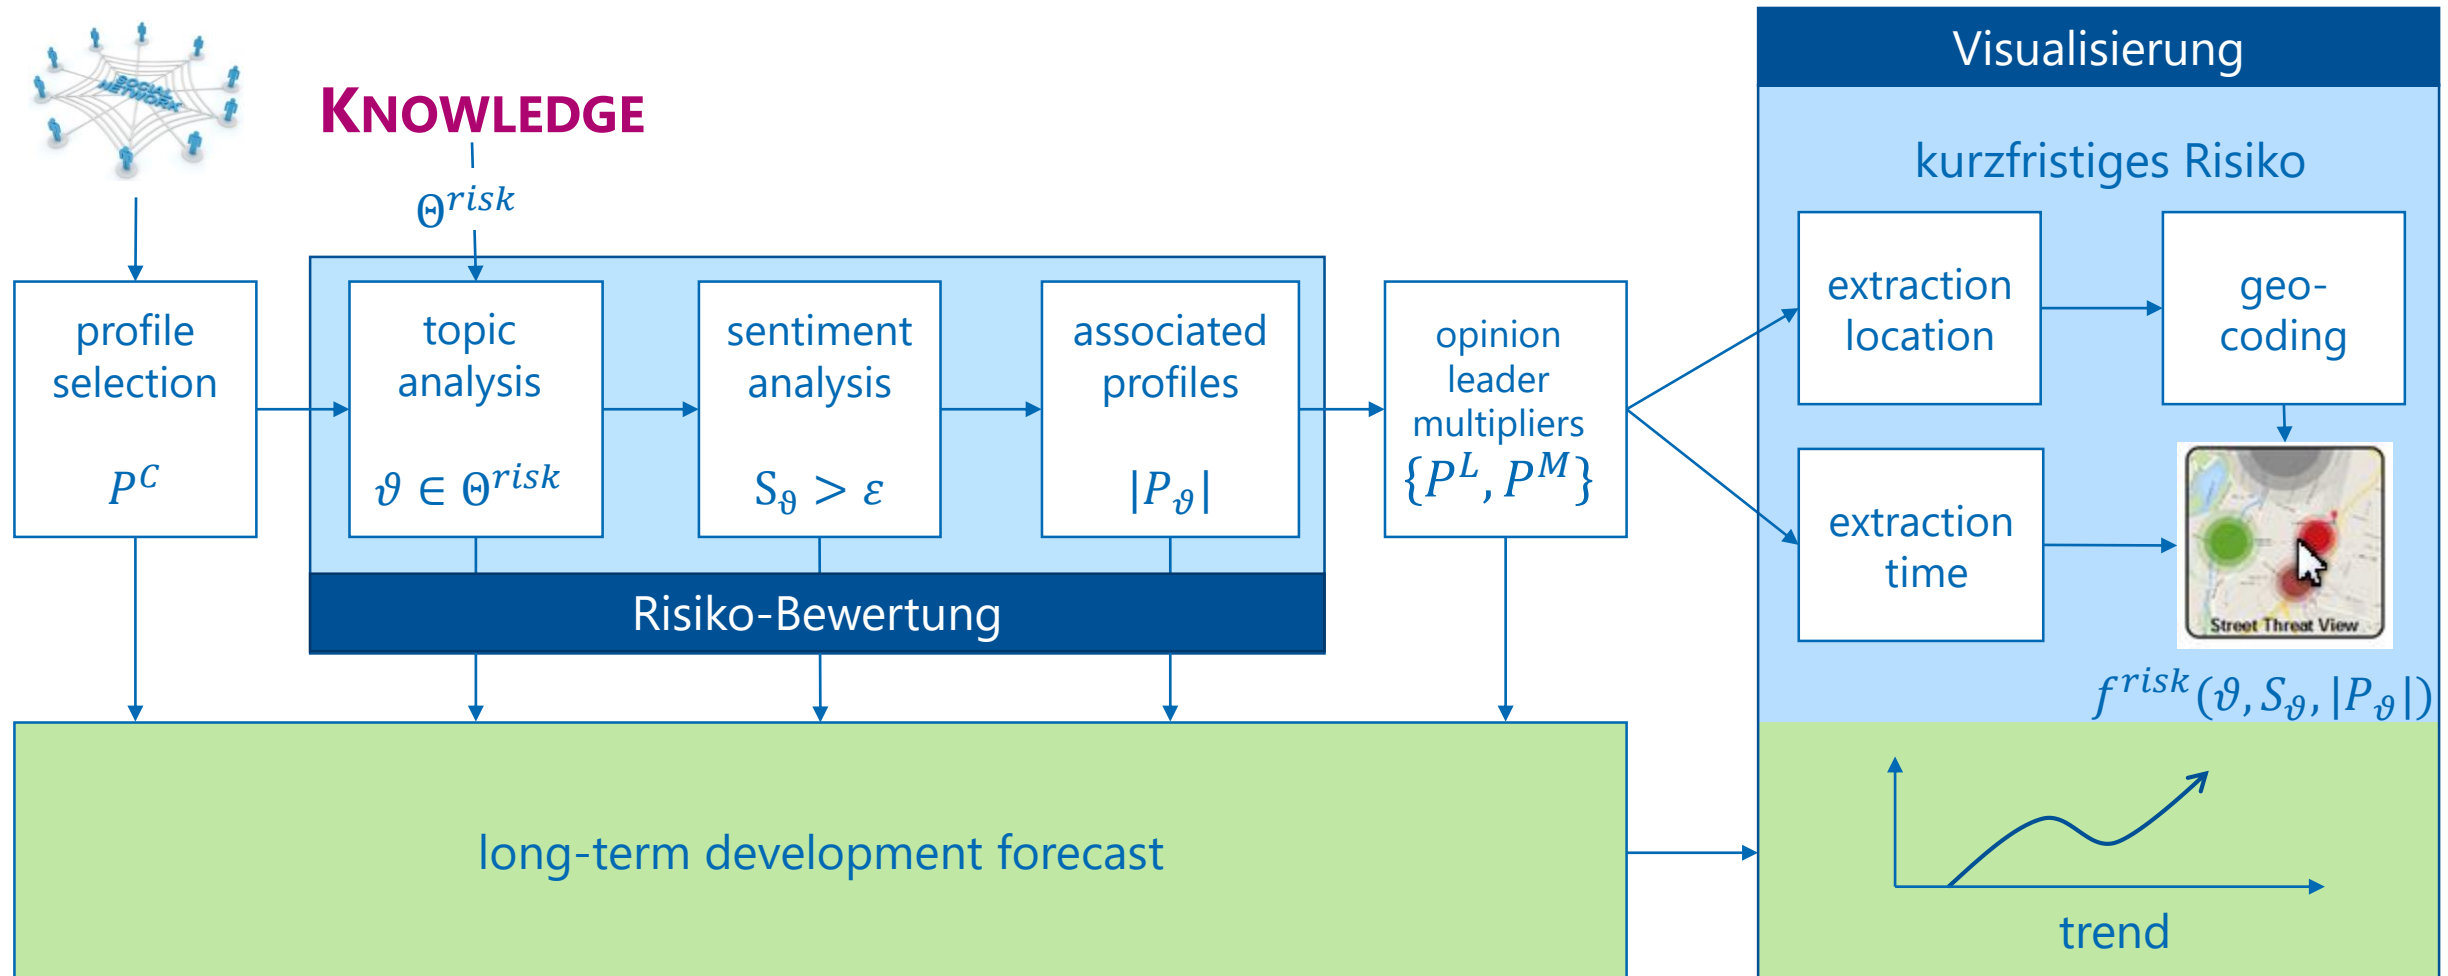 SOCIAL
NETWORK
KNOWLEDGE
Θ^{risk}
profile
selection
P^C
topic
analysis
ϑ ∈ Θ^{risk}
sentiment
analysis
S_ϑ > ε
associated
profiles
|P_ϑ|
Risiko-Bewertung
opinion
leader
multipliers
{P^L, P^M}
Visualisierung
kurzfristiges Risiko
extraction
location
geo-
coding
extraction
time
Street Threat View
f^{risk}(ϑ, S_ϑ, |P_ϑ|)
long-term development forecast
trend